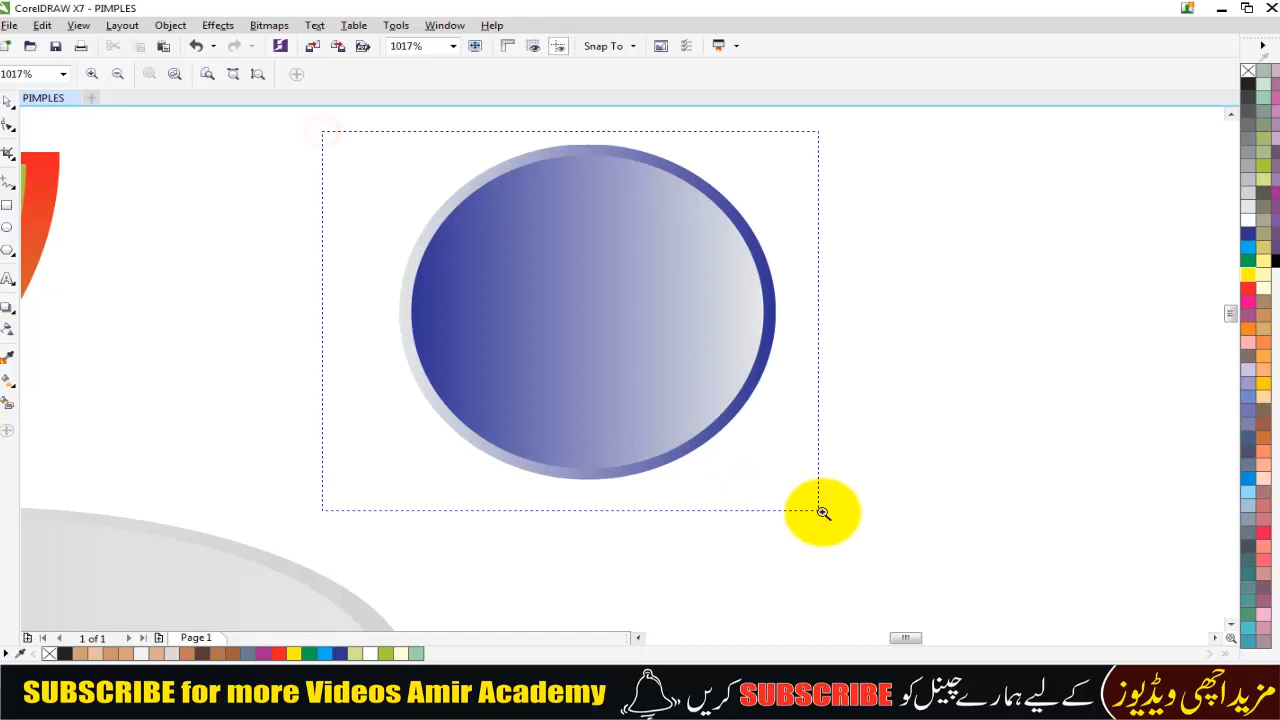 CorelDRAW X7 - PIMPLES
File Edit View Layout Object Effects Bitmaps Text Table Tools Window Help
1017% Snap To
1017%
PIMPLES
1 of 1 Page 1
SUBSCRIBE for more Videos Amir Academy مزید اچھی ویڈیوز کے لیے ہمارے چینل کو SUBSCRIBE کریں